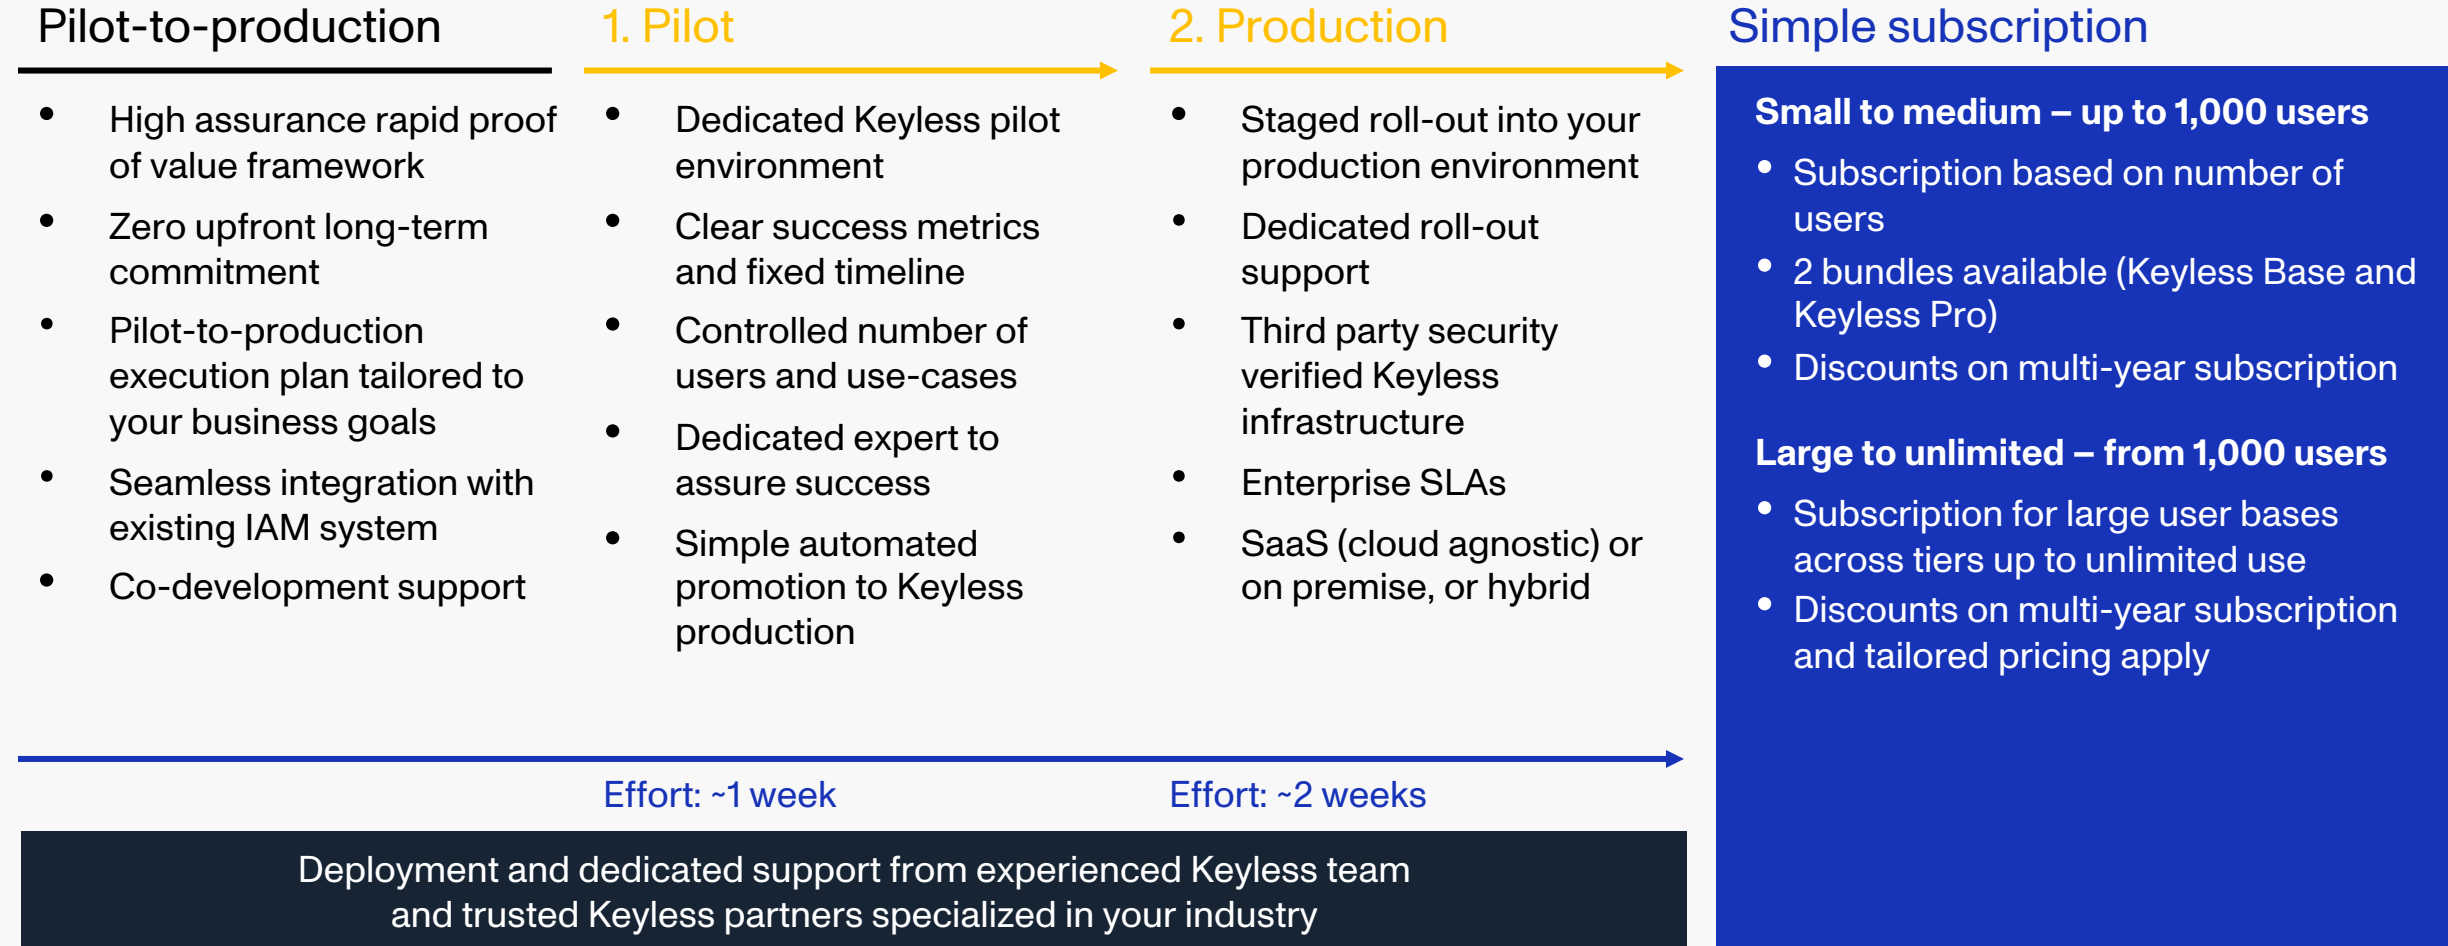 Pilot-to-production
• High assurance rapid proof
of value framework
• Zero upfront long-term
commitment
• Pilot-to-production
execution plan tailored to
your business goals
• Seamless integration with
existing IAM system
• Co-development support
1. Pilot
• Dedicated Keyless pilot
environment
• Clear success metrics
and fixed timeline
• Controlled number of
users and use-cases
• Dedicated expert to
assure success
• Simple automated
promotion to Keyless
production
Effort: ~1 week
2. Production
• Staged roll-out into your
production environment
• Dedicated roll-out
support
• Third party security
verified Keyless
infrastructure
• Enterprise SLAs
• SaaS (cloud agnostic) or
on premise, or hybrid
Effort: ~2 weeks
Deployment and dedicated support from experienced Keyless team
and trusted Keyless partners specialized in your industry
Simple subscription
Small to medium – up to 1,000 users
• Subscription based on number of
users
• 2 bundles available (Keyless Base and
Keyless Pro)
• Discounts on multi-year subscription
Large to unlimited – from 1,000 users
• Subscription for large user bases
across tiers up to unlimited use
• Discounts on multi-year subscription
and tailored pricing apply